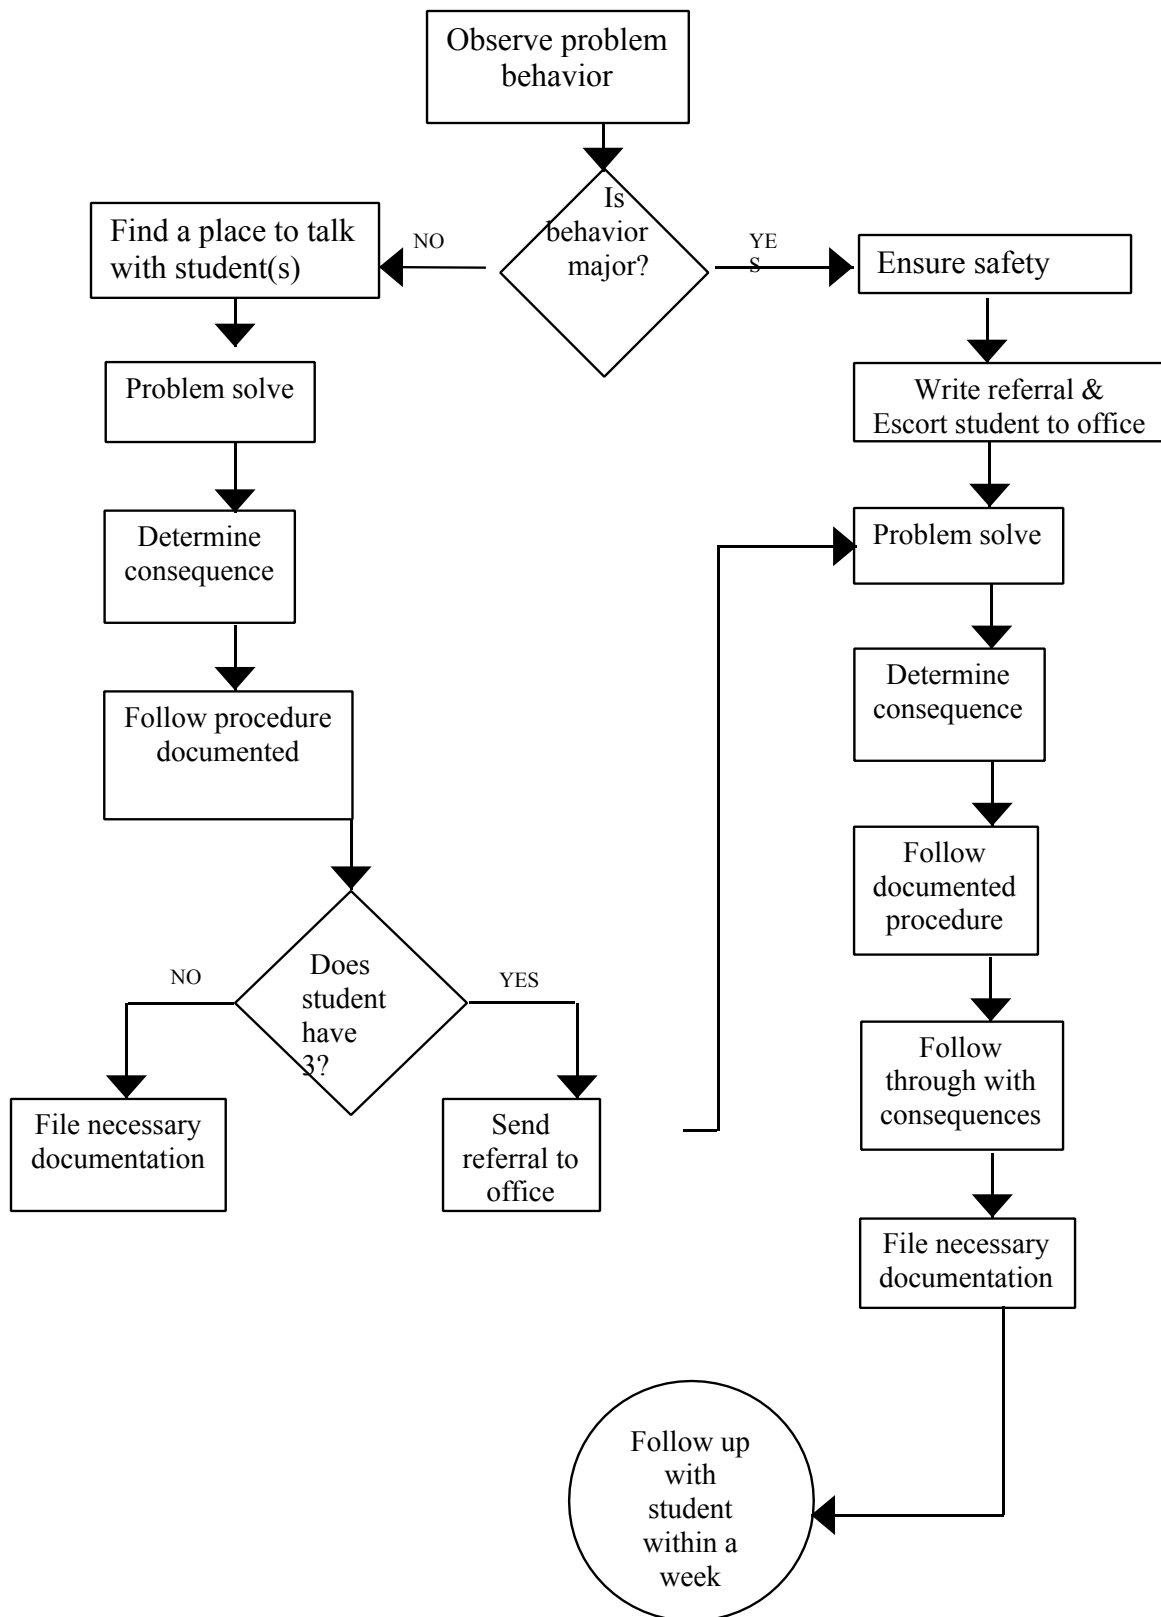 Observe problem
behavior
Is
behavior
major?
NO
YE
S
Find a place to talk
with student(s)
Ensure safety
Problem solve
Write referral &
Escort student to office
Determine
consequence
Problem solve
Follow procedure
documented
Determine
consequence
Follow
documented
procedure
Does
student
have
3?
NO
YES
File necessary
documentation
Send
referral to
office
Follow
through with
consequences
File necessary
documentation
Follow up
with
student
within a
week